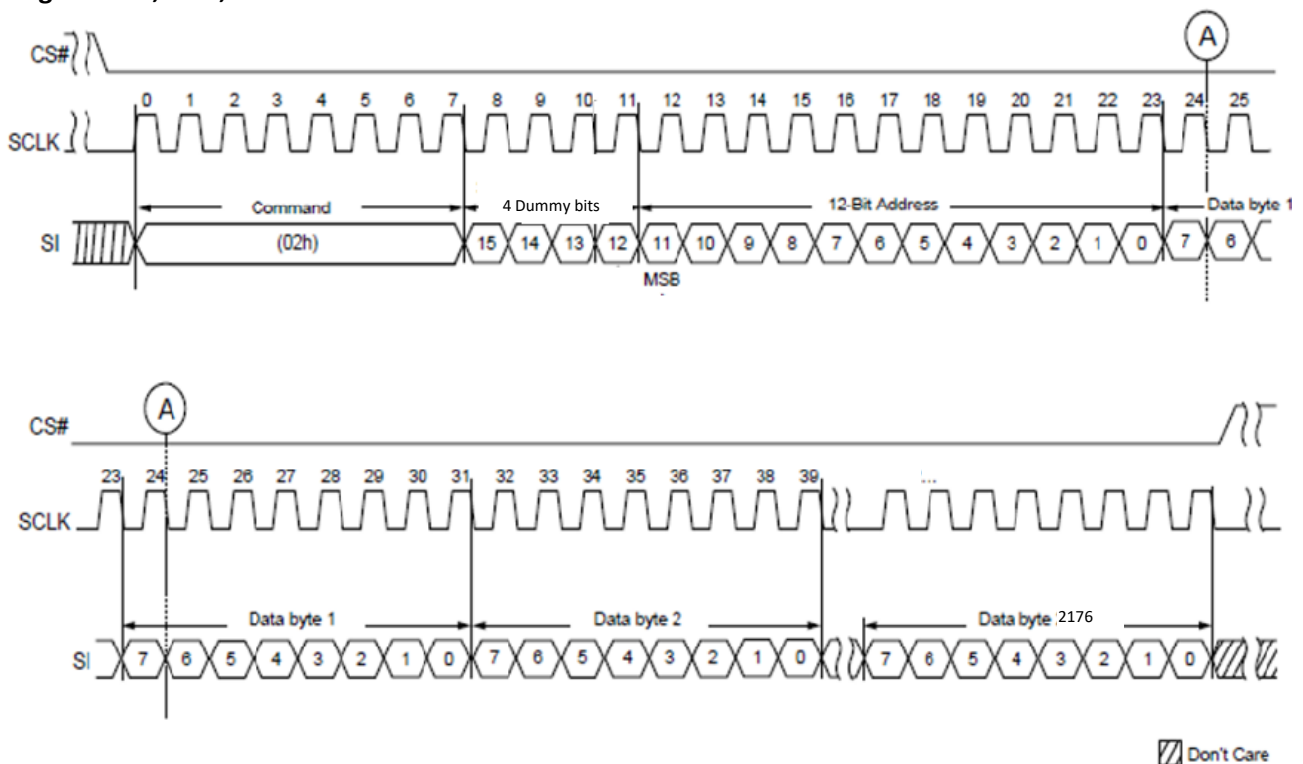 A
CS#
0 1 2 3 4 5 6 7 8 9 10 11 12 13 14 15 16 17 18 19 20 21 22 23 24 25
SCLK
Command 4 Dummy bits 12-Bit Address Data byte 1
SI (02h) 15 14 13 12 11 10 9 8 7 6 5 4 3 2 1 0 7 6
MSB
A
CS#
23 24 25 26 27 28 29 30 31 32 33 34 35 36 37 38 39 ...
SCLK
Data byte 1 Data byte 2 Data byte 2176
SI 7 6 5 4 3 2 1 0 7 6 5 4 3 2 1 0 7 6 5 4 3 2 1 0
Don't Care